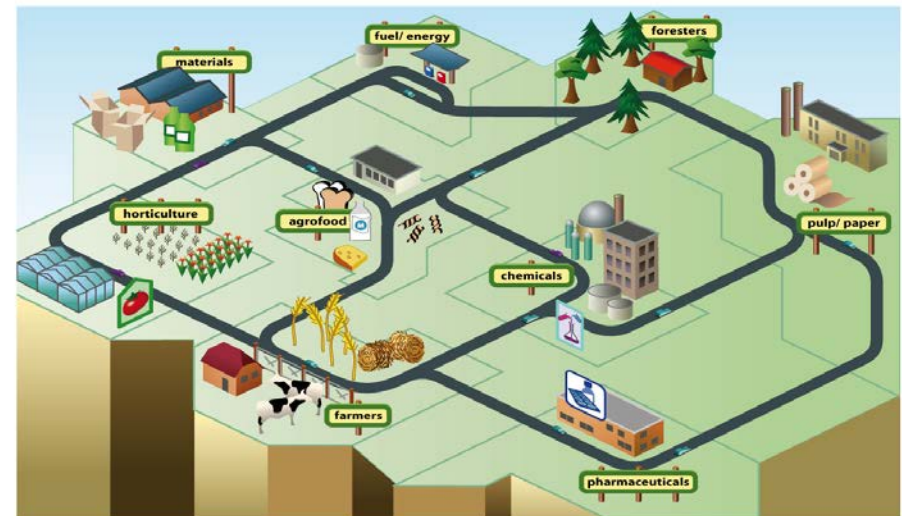 fuel/ energy
foresters
materials
horticulture
agrofood
pulp/ paper
chemicals
farmers
pharmaceuticals